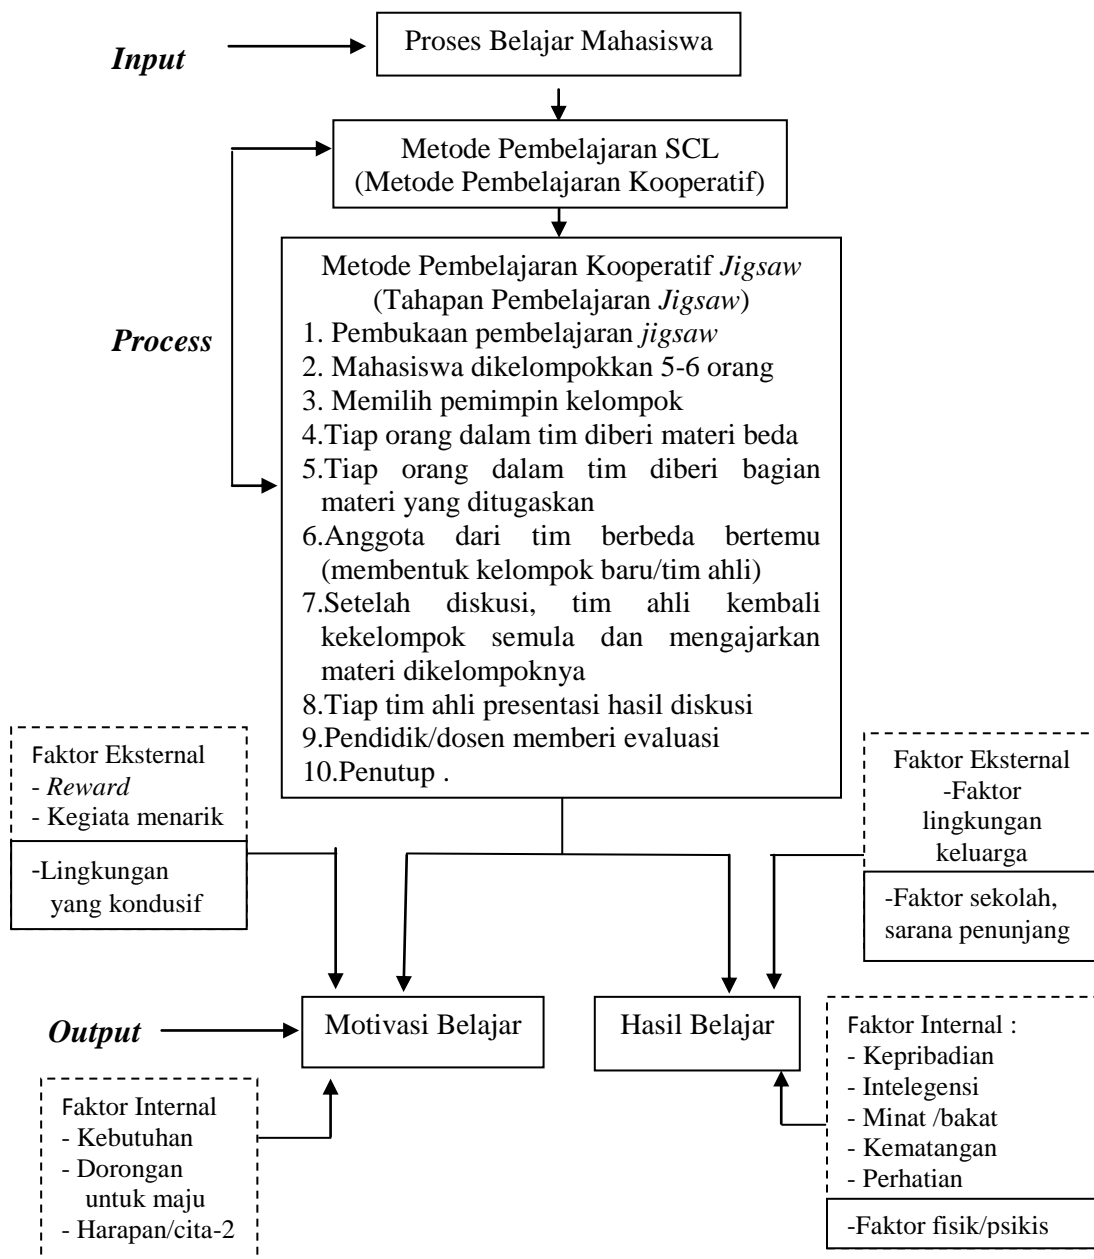 Input
Proses Belajar Mahasiswa
Metode Pembelajaran SCL
(Metode Pembelajaran Kooperatif)
Process
Metode Pembelajaran Kooperatif Jigsaw
(Tahapan Pembelajaran Jigsaw)
1. Pembukaan pembelajaran jigsaw
2. Mahasiswa dikelompokkan 5-6 orang
3. Memilih pemimpin kelompok
4.Tiap orang dalam tim diberi materi beda
5.Tiap orang dalam tim diberi bagian
materi yang ditugaskan
6.Anggota dari tim berbeda bertemu
(membentuk kelompok baru/tim ahli)
7.Setelah diskusi, tim ahli kembali
kekelompok semula dan mengajarkan
materi dikelompoknya
8.Tiap tim ahli presentasi hasil diskusi
9.Pendidik/dosen memberi evaluasi
10.Penutup .
Faktor Eksternal
- Reward
- Kegiata menarik
-Lingkungan
yang kondusif
Faktor Eksternal
-Faktor
lingkungan
keluarga
-Faktor sekolah,
sarana penunjang
Output
Motivasi Belajar
Hasil Belajar
Faktor Internal
- Kebutuhan
- Dorongan
untuk maju
- Harapan/cita-2
Faktor Internal :
- Kepribadian
- Intelegensi
- Minat /bakat
- Kematangan
- Perhatian
-Faktor fisik/psikis